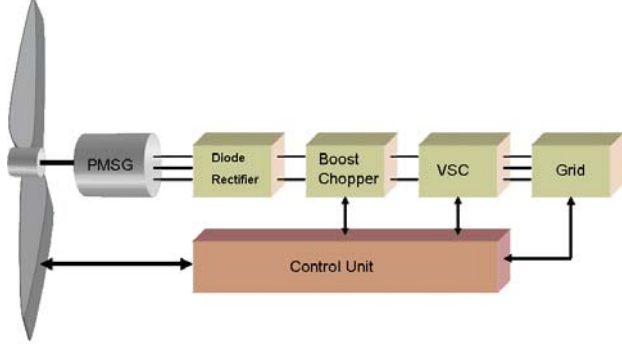 PMSG
Diode
Rectifier
Boost
Chopper
VSC
Grid
Control Unit